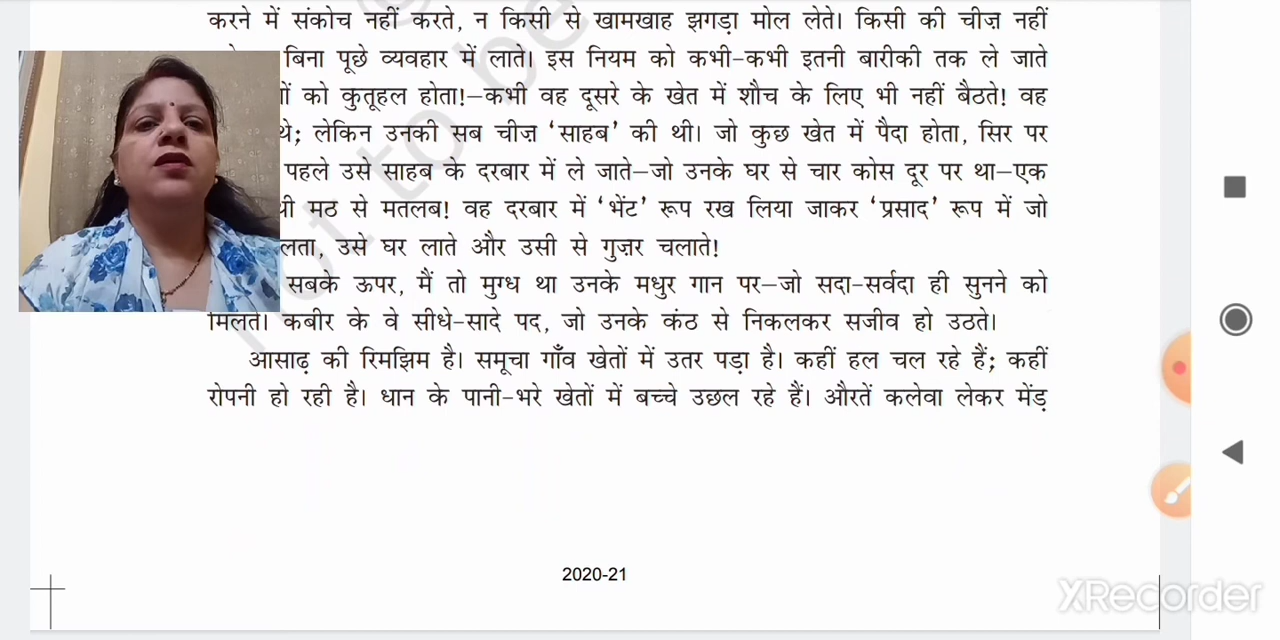 करने में संकोच नहीं करते, न किसी से खामखाह झगड़ा मोल लेते। किसी की चीज़ नहीं
बिना पूछे व्यवहार में लाते। इस नियम को कभी-कभी इतनी बारीकी तक ले जाते
को कुतूहल होता!—कभी वह दूसरे के खेत में शौच के लिए भी नहीं बैठते! वह
थे; लेकिन उनकी सब चीज़ ‘साहब’ की थी। जो कुछ खेत में पैदा होता, सिर पर
पहले उसे साहब के दरबार में ले जाते—जो उनके घर से चार कोस दूर पर था—एक
मठ से मतलब! वह दरबार में ‘भेंट’ रूप रख लिया जाकर ‘प्रसाद’ रूप में जो
उसे घर लाते और उसी से गुज़र चलाते!
सबके ऊपर, मैं तो मुग्ध था उनके मधुर गान पर—जो सदा-सर्वदा ही सुनने को
मिलते। कबीर के वे सीधे-सादे पद, जो उनके कंठ से निकलकर सजीव हो उठते।
आसाढ़ की रिमझिम है। समूचा गाँव खेतों में उतर पड़ा है। कहीं हल चल रहे हैं; कहीं
रोपनी हो रही है। धान के पानी-भरे खेतों में बच्चे उछल रहे हैं। औरतें कलेवा लेकर मेंड़
not to be
2020-21
XRecorder